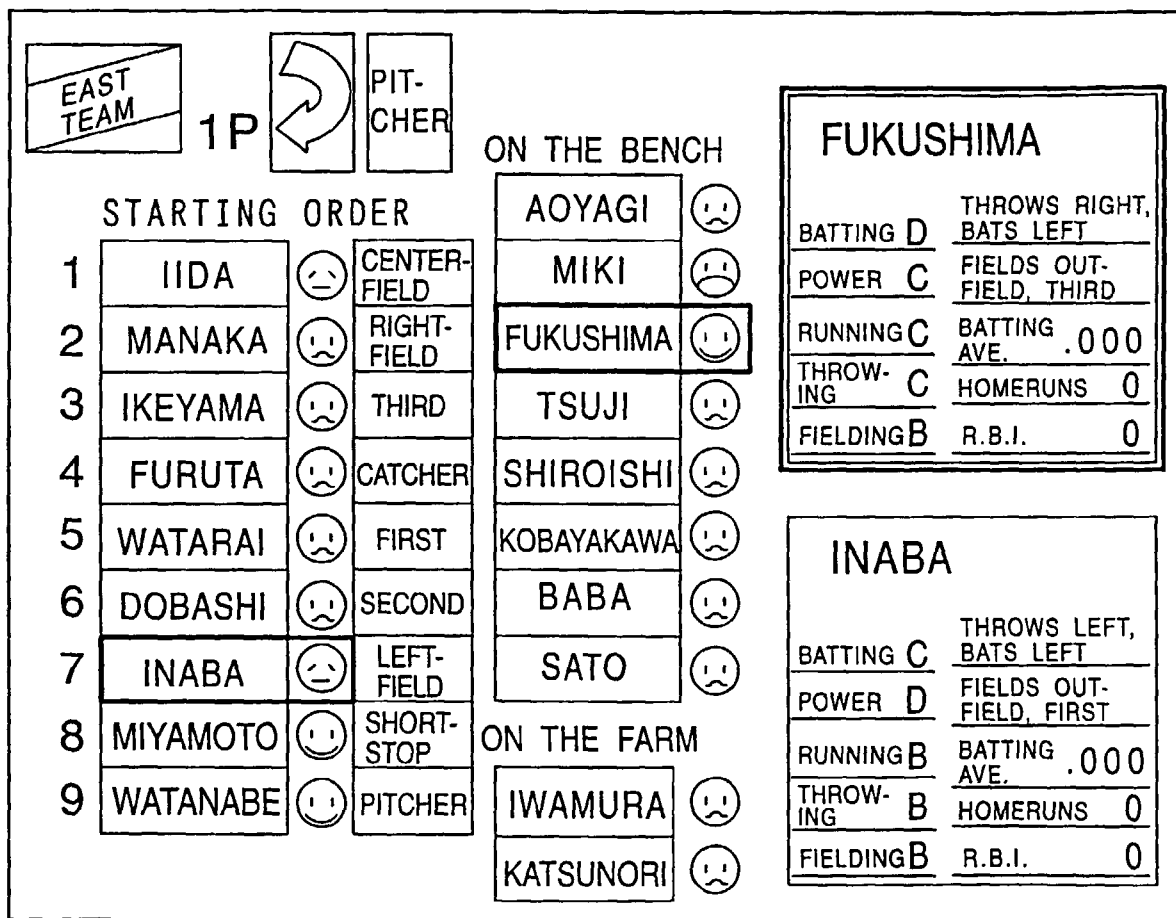 EAST
TEAM
1P
PIT-
CHER
STARTING ORDER
1 IIDA CENTER-
FIELD
2 MANAKA RIGHT-
FIELD
3 IKEYAMA THIRD
4 FURUTA CATCHER
5 WATARAI FIRST
6 DOBASHI SECOND
7 INABA LEFT-
FIELD
8 MIYAMOTO SHORT-
STOP
9 WATANABE PITCHER
ON THE BENCH
AOYAGI
MIKI
FUKUSHIMA
TSUJI
SHIROISHI
KOBAYAKAWA
BABA
SATO
ON THE FARM
IWAMURA
KATSUNORI
FUKUSHIMA
BATTING D
POWER C
RUNNING C
THROW-
ING C
FIELDING B
THROWS RIGHT,
BATS LEFT
FIELDS OUT-
FIELD, THIRD
BATTING
AVE. .000
HOMERUNS 0
R.B.I. 0
INABA
BATTING C
POWER D
RUNNING B
THROW-
ING B
FIELDING B
THROWS LEFT,
BATS LEFT
FIELDS OUT-
FIELD, FIRST
BATTING
AVE. .000
HOMERUNS 0
R.B.I. 0